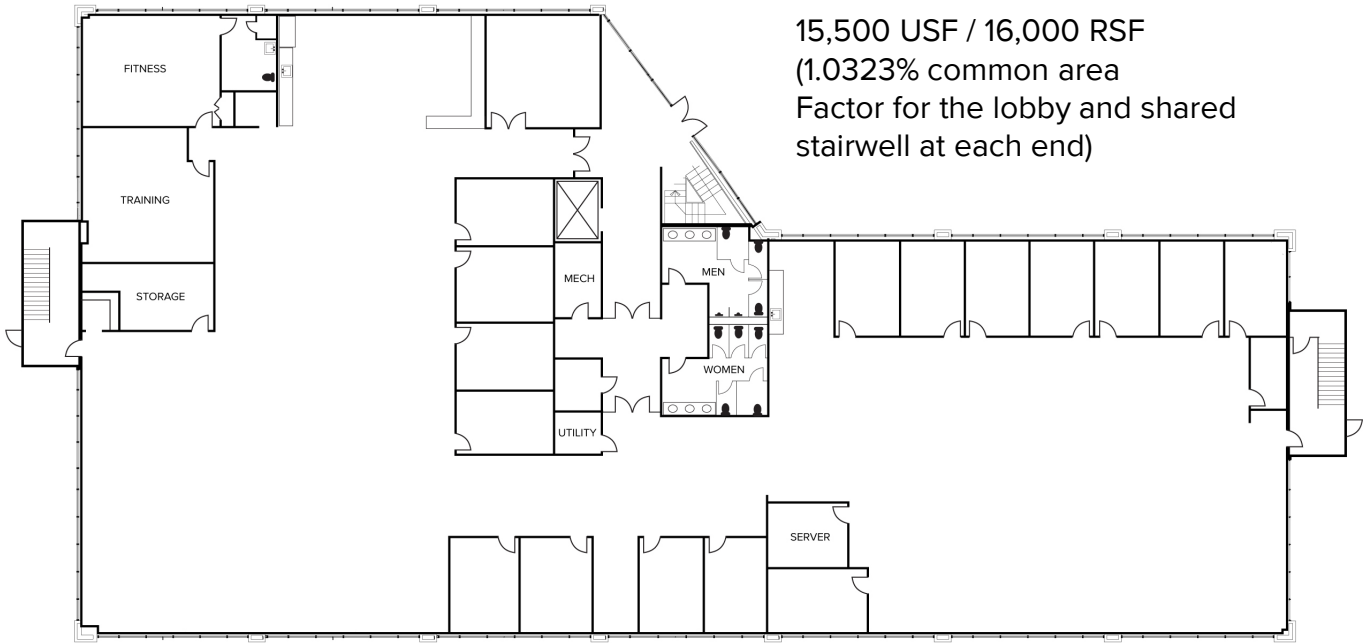 15,500 USF / 16,000 RSF
(1.0323% common area
Factor for the lobby and shared
stairwell at each end)
FITNESS
TRAINING
STORAGE
MECH
MEN
WOMEN
UTILITY
SERVER